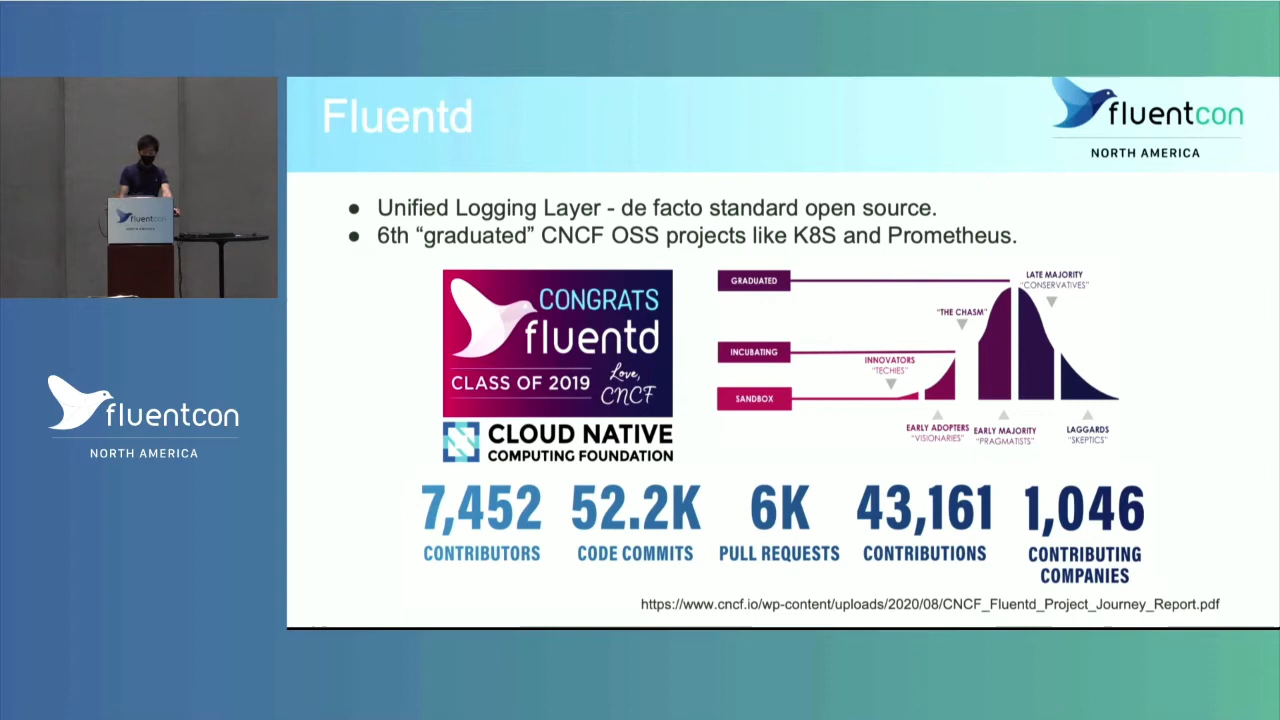 Fluentd
fluentcon
NORTH AMERICA
● Unified Logging Layer - de facto standard open source.
● 6th “graduated” CNCF OSS projects like K8S and Prometheus.
CONGRATS
fluentd
CLASS OF 2019
Love,
CNCF
CLOUD NATIVE
COMPUTING FOUNDATION
GRADUATED
INCUBATING
SANDBOX
INNOVATORS
"TECHIES"
"THE CHASM"
LATE MAJORITY
"CONSERVATIVES"
EARLY ADOPTERS
"VISIONARIES"
EARLY MAJORITY
"PRAGMATISTS"
LAGGARDS
"SKEPTICS"
7,452
CONTRIBUTORS
52.2K
CODE COMMITS
6K
PULL REQUESTS
43,161
CONTRIBUTIONS
1,046
CONTRIBUTING
COMPANIES
https://www.cncf.io/wp-content/uploads/2020/08/CNCF_Fluentd_Project_Journey_Report.pdf
fluentcon
NORTH AMERICA
fluentcon
NORTH AMERICA